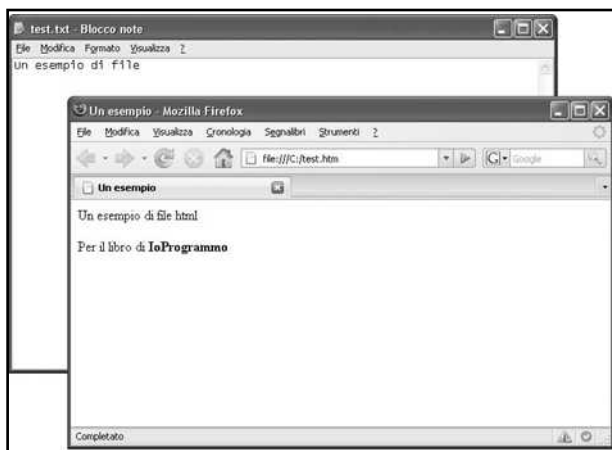 test.txt - Blocco note
File Modifica Formato Visualizza ?
Un esempio di file
Un esempio - Mozilla Firefox
File Modifica Visualizza Cronologia Segnalibri Strumenti ?
file:///C:/test.htm G Google
Un esempio
Un esempio di file html
Per il libro di IoProgrammo
Completato